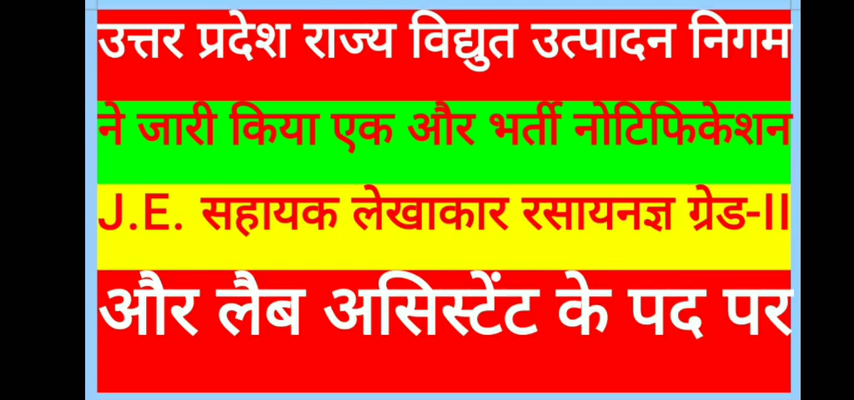 उत्तर प्रदेश राज्य विद्युत उत्पादन निगम
ने जारी किया एक और भर्ती नोटिफिकेशन
J.E. सहायक लेखाकार रसायनज्ञ ग्रेड-II
और लैब असिस्टेंट के पद पर